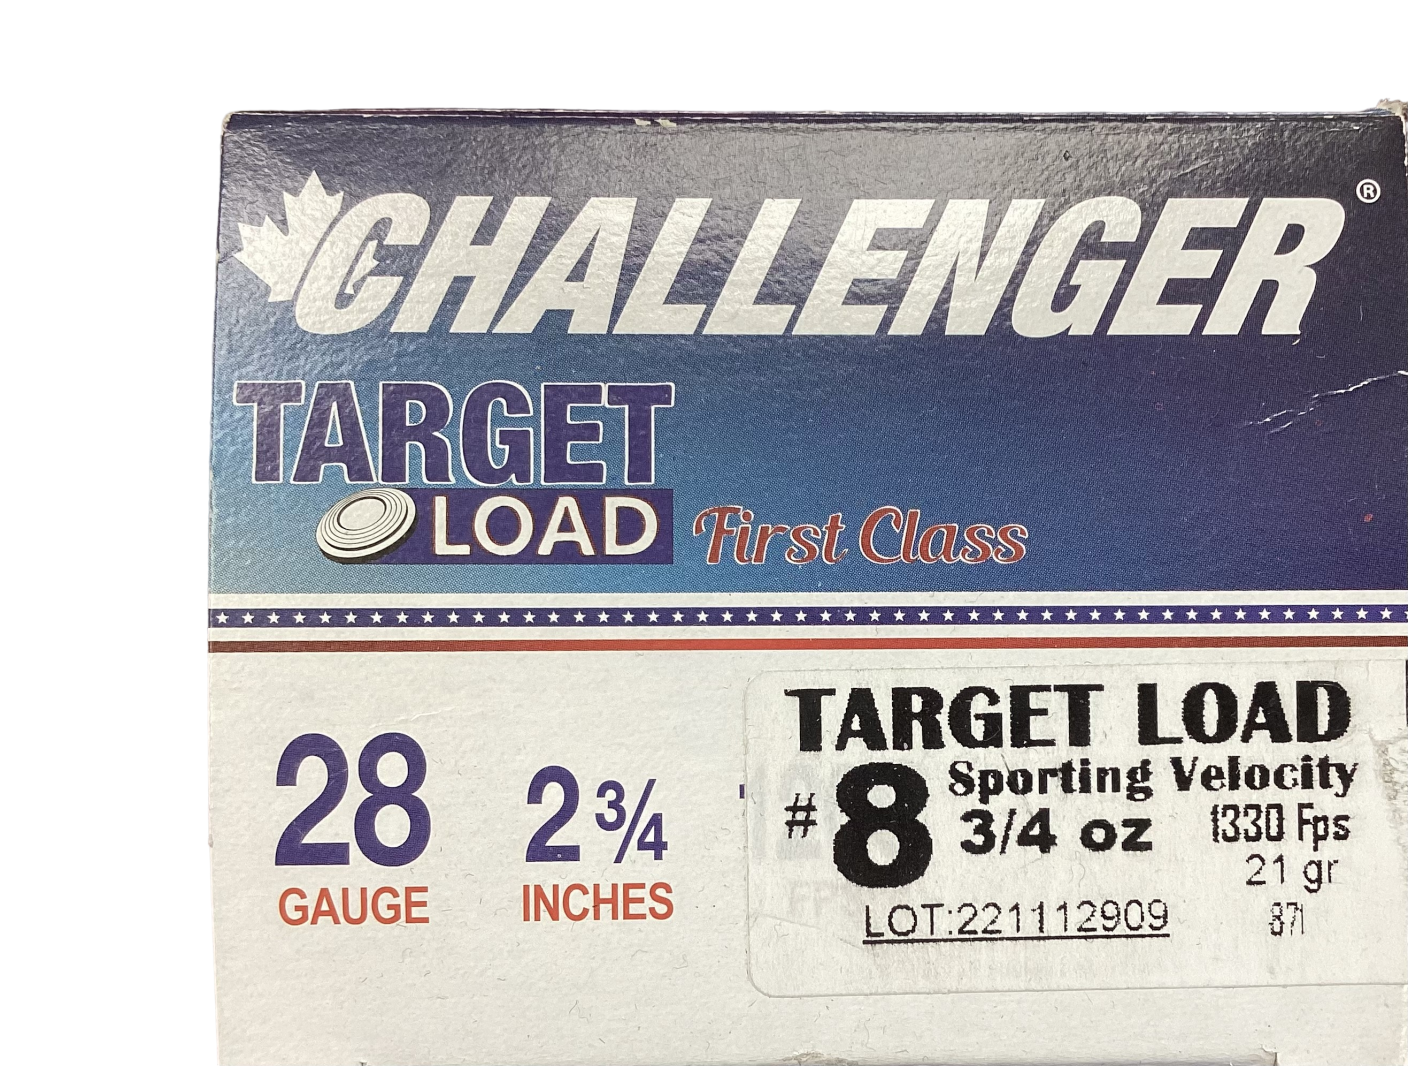 CHALLENGER®
TARGET
LOAD First Class
28
GAUGE
2 3/4
INCHES
TARGET LOAD
#8 Sporting Velocity
3/4 oz 1330 Fps
21 gr
LOT:221112909
871